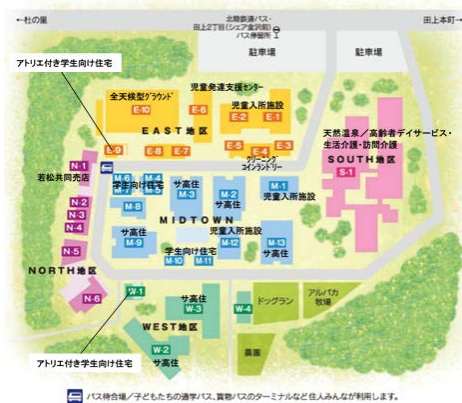 ←杜の里
北陸鉄道バス・
田上2丁目(シェア金沢前)
バス停留所
田上本町→
駐車場
駐車場
アトリエ付き学生向け住宅
児童発達支援センター
全天候型グラウンド
E-10
E-6
児童入所施設
E-2
E-1
EAST地区
天然温泉/高齢者デイサービス・
生活介護・訪問介護
SOUTH地区
S-1
E-9
E-8
E-7
E-5
E-4
E-3
クリーニング
コインランドリー
N-1
若松共同売店
M-6
M-4
学生向け住宅
M-7
M-5
サ高住
M-3
サ高住
M-2
M-1
児童入所施設
N-2
N-3
N-4
M-8
MIDTOWN
サ高住
M-9
児童入所施設
M-12
M-13
サ高住
学生向け住宅
M-10
M-11
N-5
NORTH地区
N-6
W-1
サ高住
W-3
W-4
ドッグラン
アルパカ
牧場
WEST地区
W-2
サ高住
農園
アトリエ付き学生向け住宅
バス待合場/子どもたちの通学バス、買物バスのターミナルなど住人みんなが利用します。